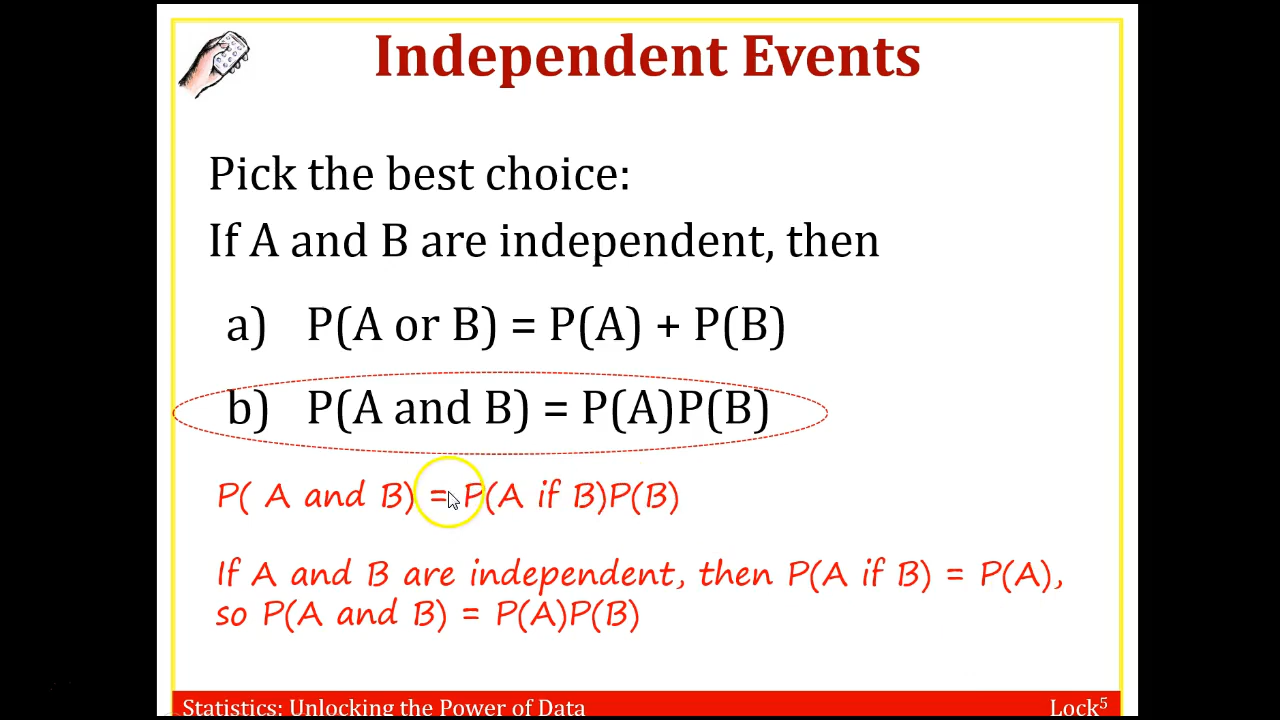 Independent Events
Pick the best choice:
If A and B are independent, then
a) P(A or B) = P(A) + P(B)
b) P(A and B) = P(A)P(B)
P( A and B) = P(A if B)P(B)
If A and B are independent, then P(A if B) = P(A),
so P(A and B) = P(A)P(B)
Statistics: Unlocking the Power of Data
Lock⁵